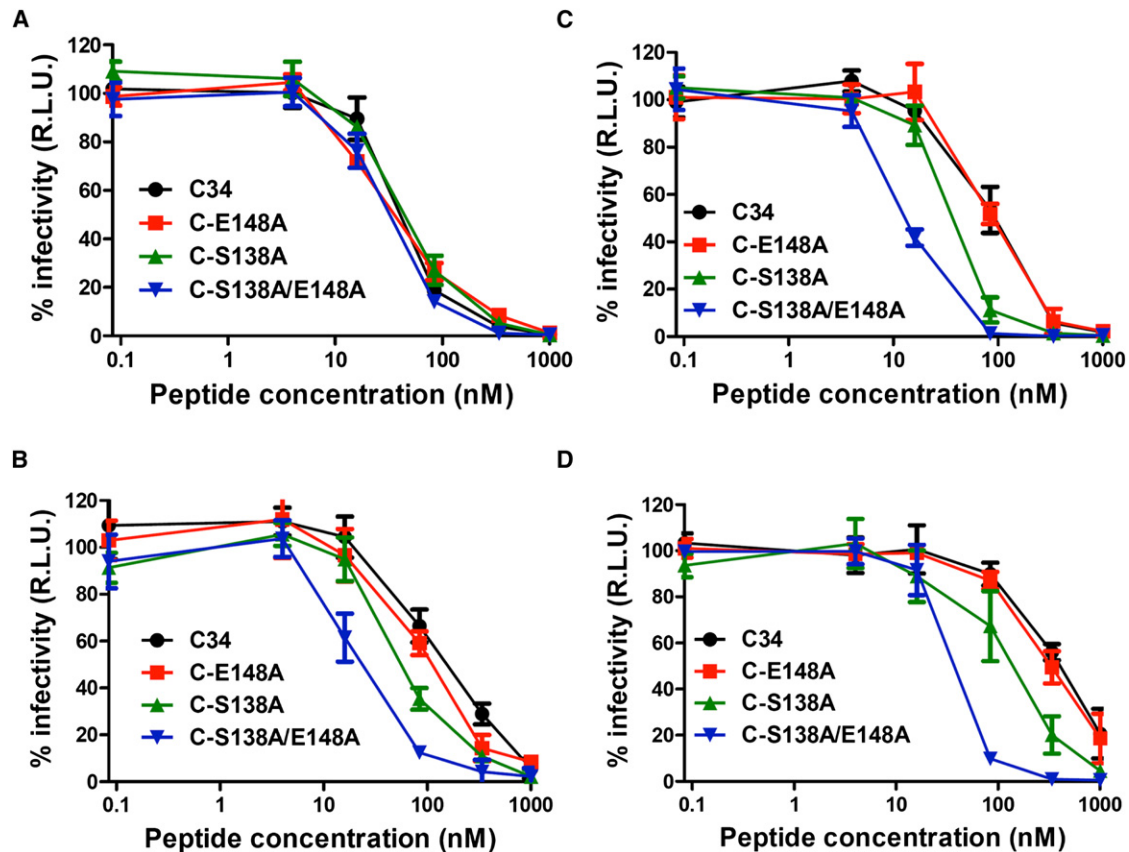 A
120
100
80
60
40
20
0
% infectivity (R.L.U.)
C34
C-E148A
C-S138A
C-S138A/E148A
0.1 1 10 100 1000
Peptide concentration (nM)
C
120
100
80
60
40
20
0
% infectivity (R.L.U.)
C34
C-E148A
C-S138A
C-S138A/E148A
0.1 1 10 100 1000
Peptide concentration (nM)
B
120
100
80
60
40
20
0
% infectivity (R.L.U.)
C34
C-E148A
C-S138A
C-S138A/E148A
0.1 1 10 100 1000
Peptide concentration (nM)
D
120
100
80
60
40
20
0
% infectivity (R.L.U.)
C34
C-E148A
C-S138A
C-S138A/E148A
0.1 1 10 100 1000
Peptide concentration (nM)